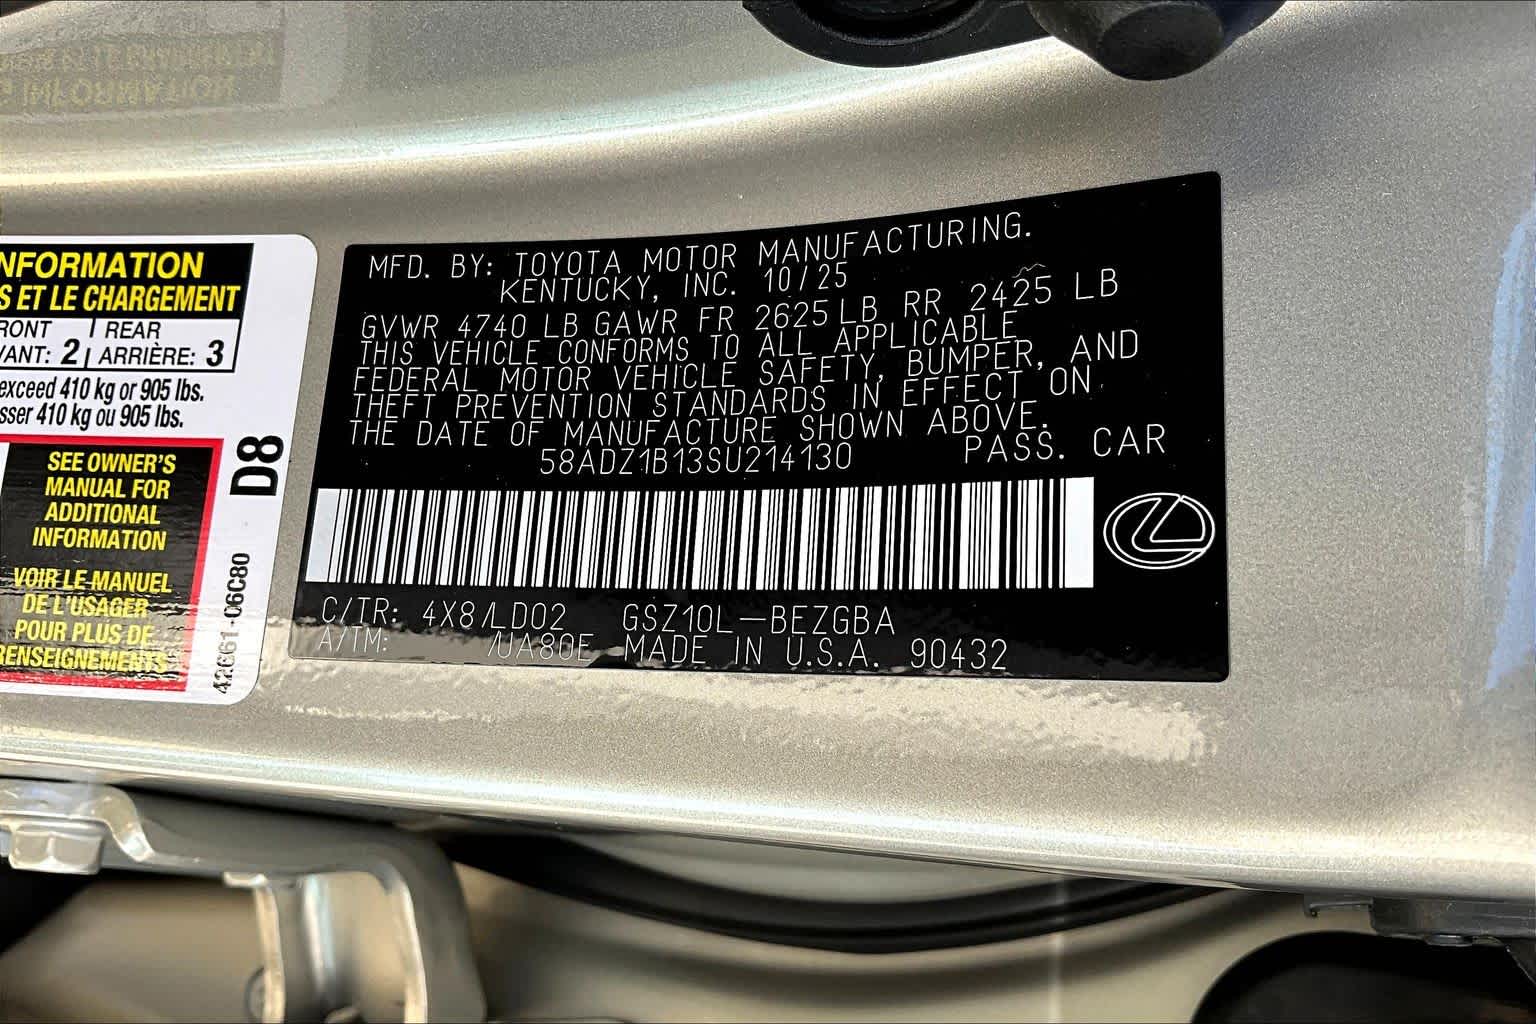 NFORMATION
S ET LE CHARGEMENT
RONT | REAR
VANT: 2 | ARRIÈRE: 3
exceed 410 kg or 905 lbs.
sser 410 kg ou 905 lbs.
SEE OWNER'S
MANUAL FOR
ADDITIONAL
INFORMATION
VOIR LE MANUEL
DE L'USAGER
POUR PLUS DE
RENSEIGNEMENTS
D8
42661-06C80
MFD. BY: TOYOTA MOTOR MANUFACTURING.
KENTUCKY, INC. 10/25
GVWR 4740 LB GAWR FR 2625 LB RR 2425 LB
THIS VEHICLE CONFORMS TO ALL APPLICABLE
FEDERAL MOTOR VEHICLE SAFETY, BUMPER, AND
THEFT PREVENTION STANDARDS IN EFFECT ON
THE DATE OF MANUFACTURE SHOWN ABOVE.
58ADZ1B13SU214130 PASS. CAR
C/TR: 4X8/LD02 GSZ10L-BEZGBA
A/TM: /UA80E MADE IN U.S.A. 90432